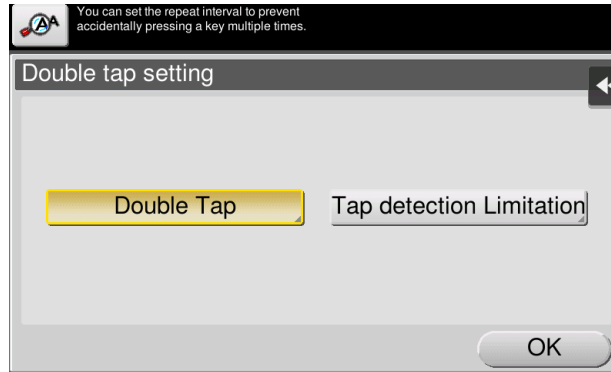 You can set the repeat interval to prevent
accidentally pressing a key multiple times.
Double tap setting
Double Tap
Tap detection Limitation
OK